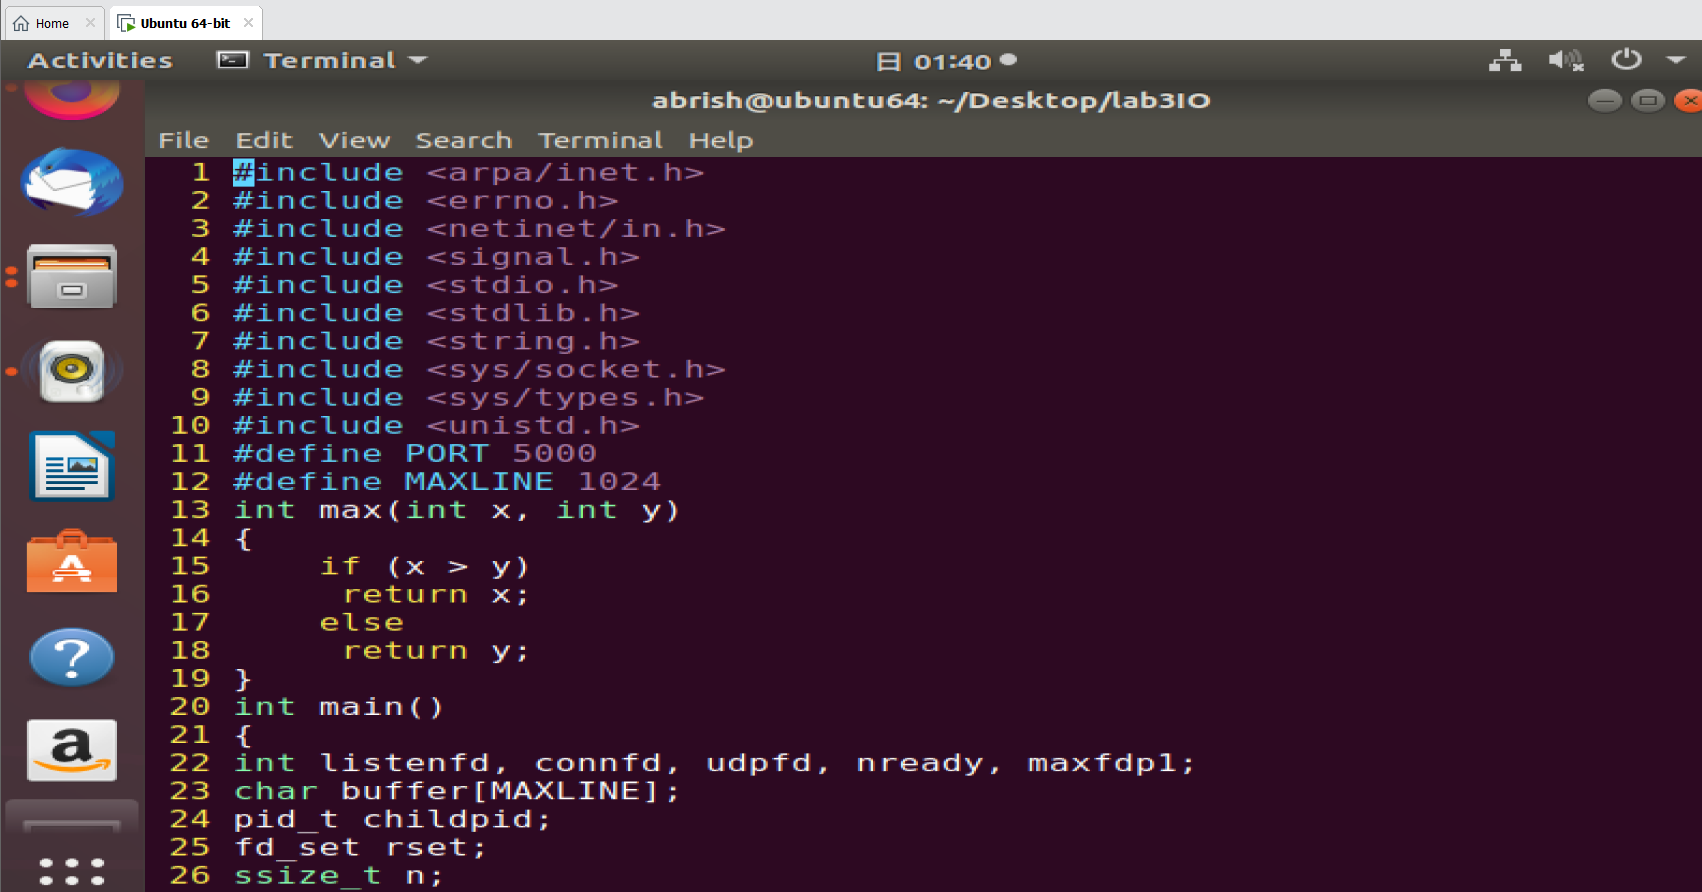 Home
Ubuntu 64-bit
Activities Terminal 日 01:40
abrish@ubuntu64: ~/Desktop/lab3IO
File Edit View Search Terminal Help
1 #include <arpa/inet.h>
2 #include <errno.h>
3 #include <netinet/in.h>
4 #include <signal.h>
5 #include <stdio.h>
6 #include <stdlib.h>
7 #include <string.h>
8 #include <sys/socket.h>
9 #include <sys/types.h>
10 #include <unistd.h>
11 #define PORT 5000
12 #define MAXLINE 1024
13 int max(int x, int y)
14 {
15 if (x > y)
16 return x;
17 else
18 return y;
19 }
20 int main()
21 {
22 int listenfd, connfd, udpfd, nready, maxfdp1;
23 char buffer[MAXLINE];
24 pid_t childpid;
25 fd_set rset;
26 ssize_t n;